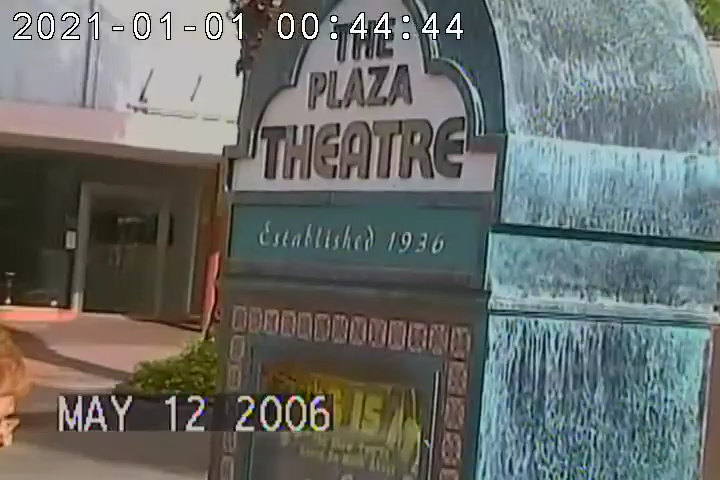 2021-01-01 00:44:44
THE
PLAZA
THEATRE
Established 1936
MAY 12 2006